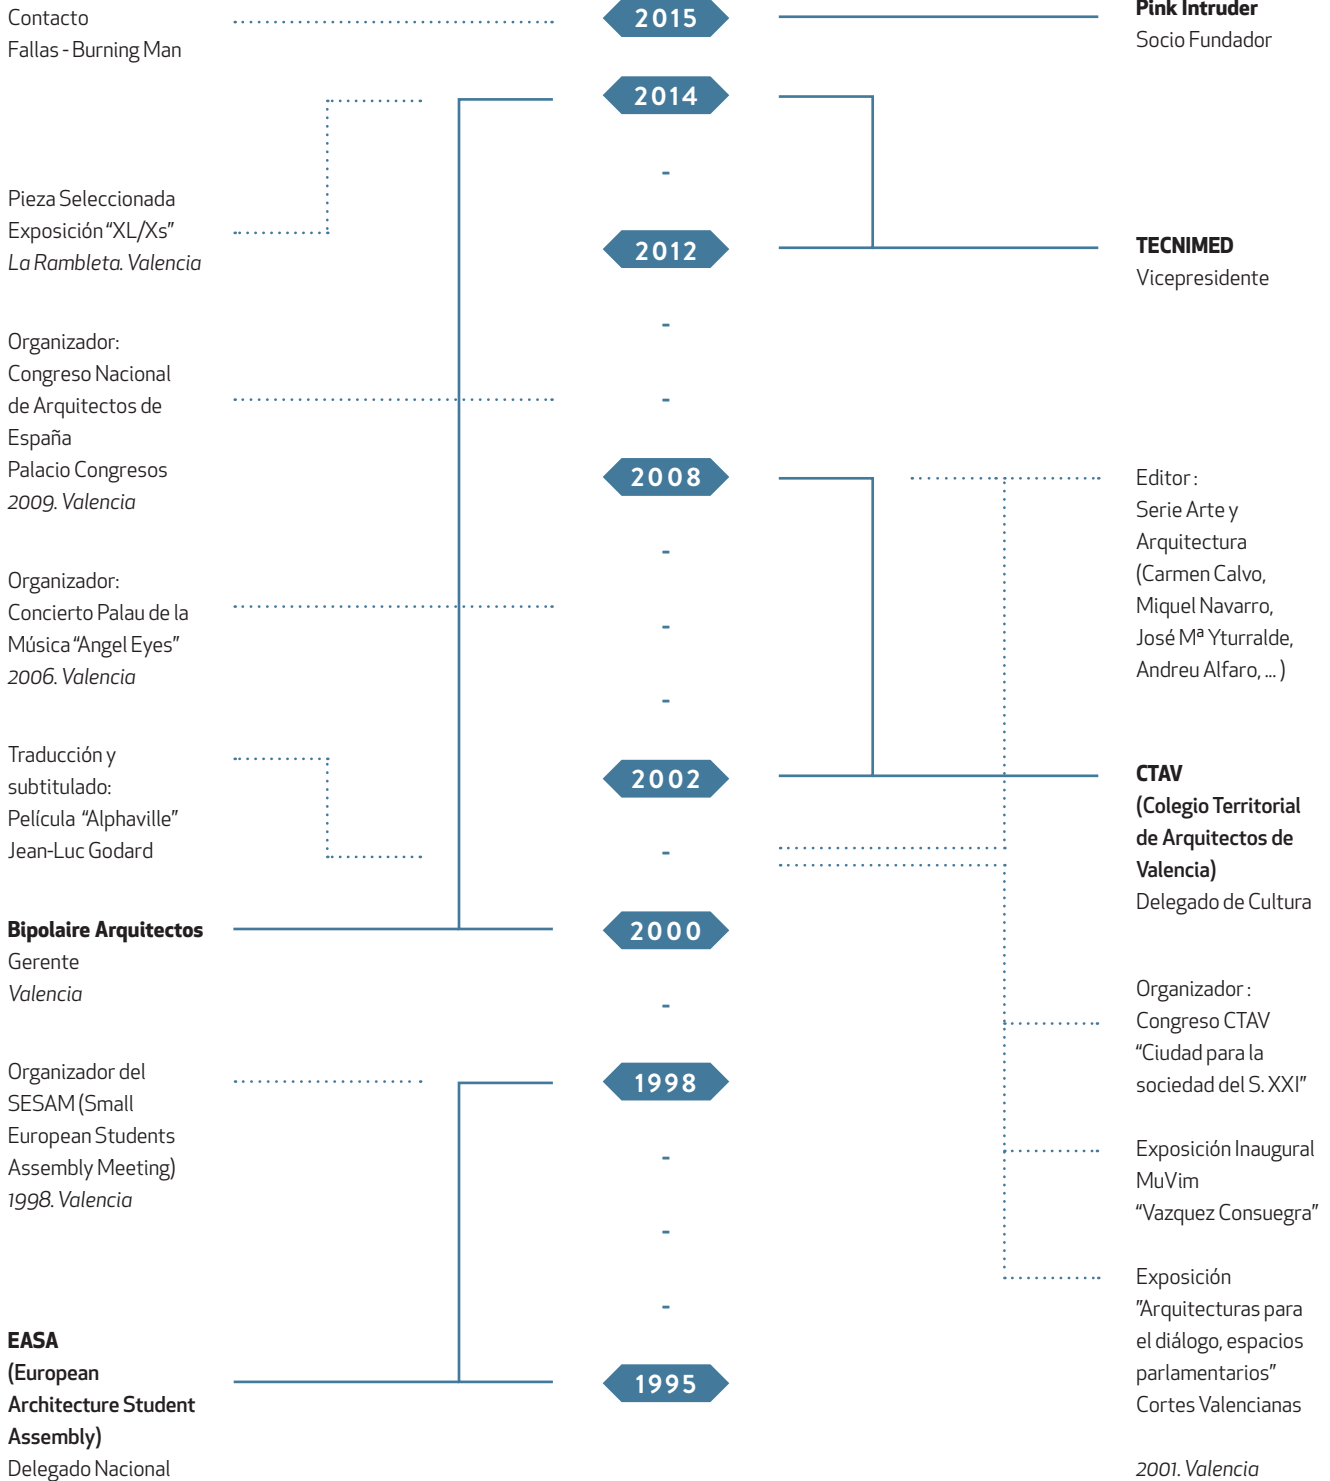 Contacto
Fallas - Burning Man
Pieza Seleccionada
Exposición “XL/Xs”
La Rambleta. Valencia
Organizador:
Congreso Nacional
de Arquitectos de
España
Palacio Congresos
2009. Valencia
Organizador:
Concierto Palau de la
Música “Angel Eyes”
2006. Valencia
Traducción y
subtitulado:
Película “Alphaville”
Jean-Luc Godard
Bipolaire Arquitectos
Gerente
Valencia
Organizador del
SESAM (Small
European Students
Assembly Meeting)
1998. Valencia
EASA
(European
Architecture Student
Assembly)
Delegado Nacional
2015
2014
-
2012
-
-
2008
-
-
-
2002
-
2000
-
1998
-
-
-
1995
Pink Intruder
Socio Fundador
TECNIMED
Vicepresidente
Editor :
Serie Arte y
Arquitectura
(Carmen Calvo,
Miquel Navarro,
José Mª Yturralde,
Andreu Alfaro, ... )
CTAV
(Colegio Territorial
de Arquitectos de
Valencia)
Delegado de Cultura
Organizador :
Congreso CTAV
“Ciudad para la
sociedad del S. XXI”
Exposición Inaugural
MuVim
“Vazquez Consuegra”
Exposición
”Arquitecturas para
el diálogo, espacios
parlamentarios”
Cortes Valencianas
2001. Valencia